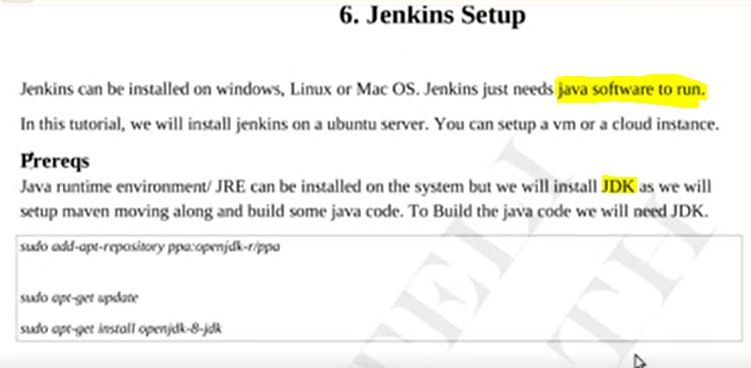 6. Jenkins Setup
Jenkins can be installed on windows, Linux or Mac OS. Jenkins just needs java software to run.
In this tutorial, we will install jenkins on a ubuntu server. You can setup a vm or a cloud instance.
Prereqs
Java runtime environment/ JRE can be installed on the system but we will install JDK as we will
setup maven moving along and build some java code. To Build the java code we will need JDK.
sudo add-apt-repository ppa:openjdk-r/ppa
sudo apt-get update
sudo apt-get install openjdk-8-jdk